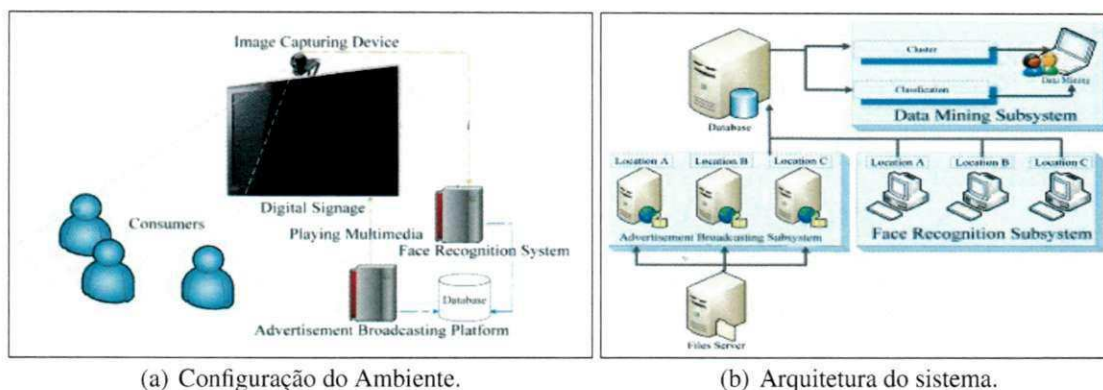 Image Capturing Device
Consumers
Digital Signage
Playing Multimedia
Face Recognition System
Database
Advertisement Broadcasting Platform
(a) Configuração do Ambiente.
Cluster
Classification
Data Mining
Data Mining Subsystem
Database
Location A Location B Location C
Advertisement Broadcasting Subsystem
Location A Location B Location C
Face Recognition Subsystem
Files Server
(b) Arquitetura do sistema.